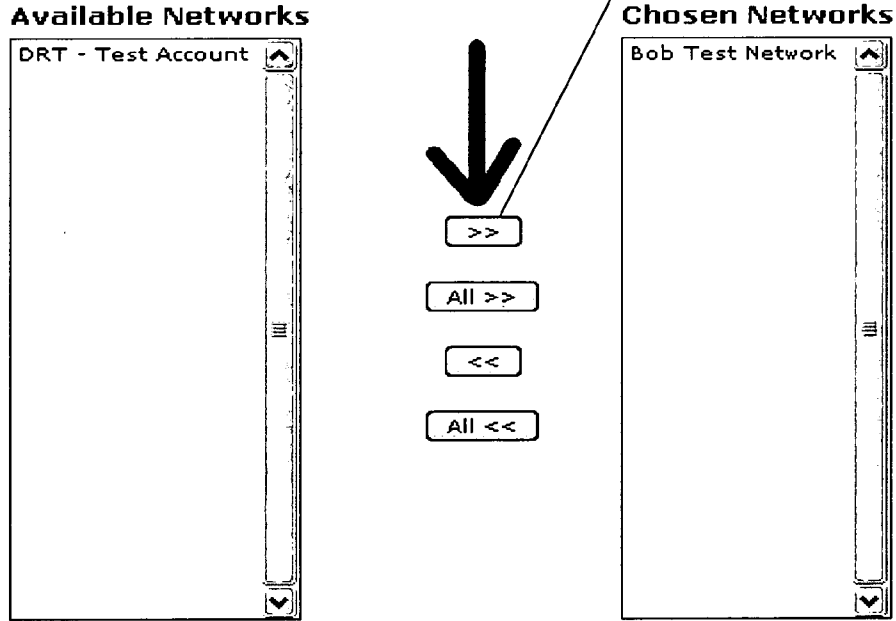 Available Networks
Chosen Networks
DRT - Test Account
Bob Test Network
>>
All >>
<<
All <<